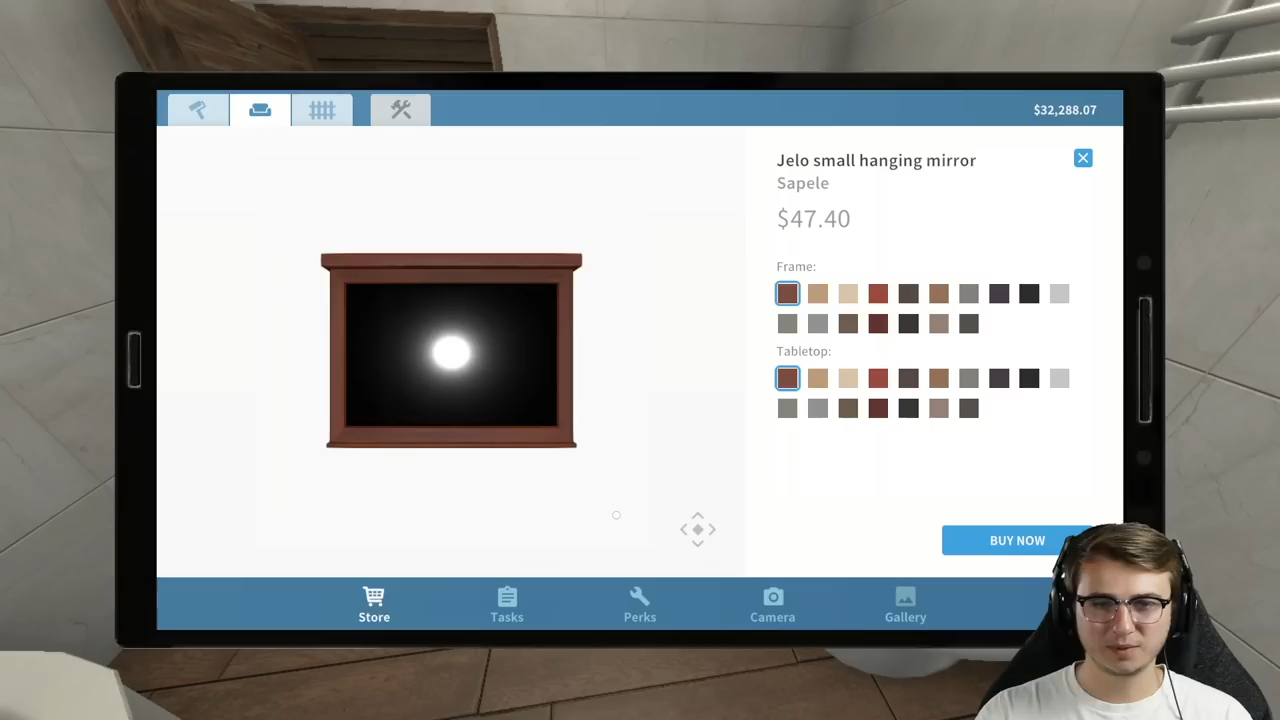 $32,288.07
Jelo small hanging mirror
Sapele
$47.40
Frame:
Tabletop:
BUY NOW
Store
Tasks
Perks
Camera
Gallery